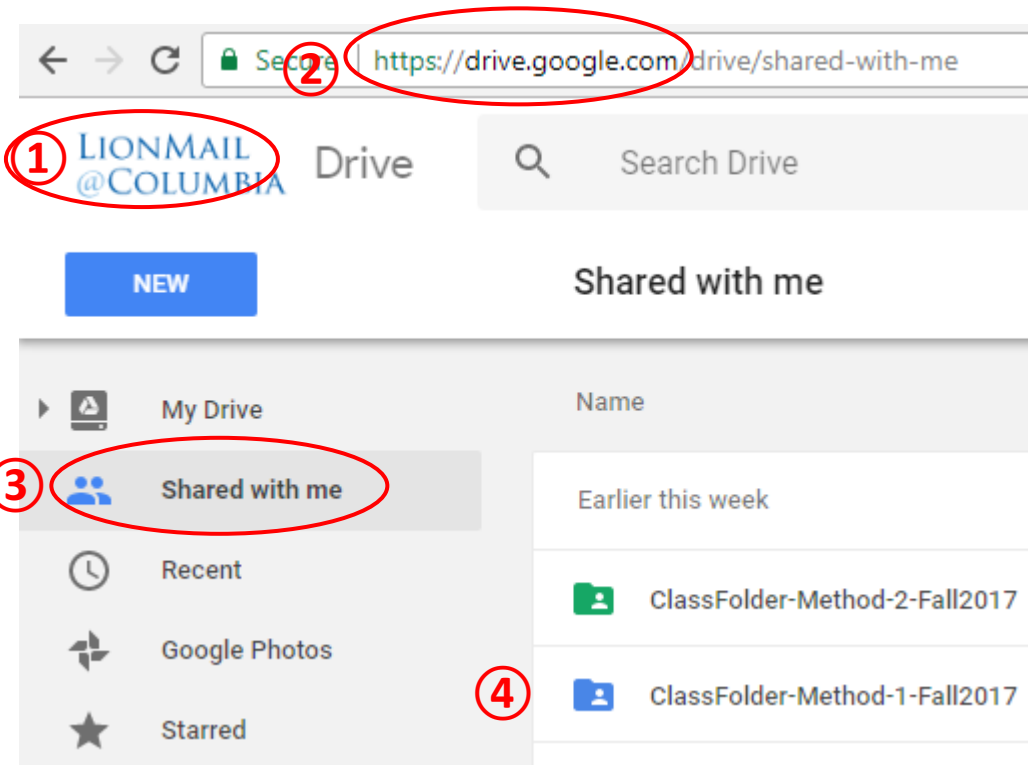 ② Secure | https://drive.google.com/drive/shared-with-me
① LIONMAIL
@COLUMBIA
Drive
Search Drive
NEW
Shared with me
My Drive
Name
③ Shared with me
Earlier this week
Recent
ClassFolder-Method-2-Fall2017
Google Photos
④ ClassFolder-Method-1-Fall2017
Starred